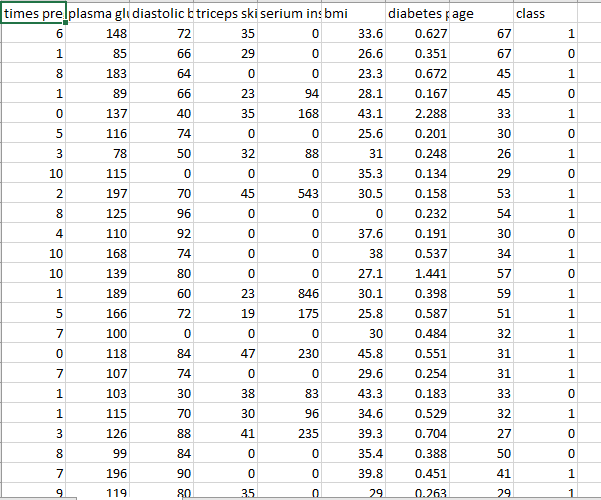 times pre plasma glu diastolic b triceps ski serium ins bmi diabetes p age class
6 148 72 35 0 33.6 0.627 67 1
1 85 66 29 0 26.6 0.351 67 0
8 183 64 0 0 23.3 0.672 45 1
1 89 66 23 94 28.1 0.167 45 0
0 137 40 35 168 43.1 2.288 33 1
5 116 74 0 0 25.6 0.201 30 0
3 78 50 32 88 31 0.248 26 1
10 115 0 0 0 35.3 0.134 29 0
2 197 70 45 543 30.5 0.158 53 1
8 125 96 0 0 0 0.232 54 1
4 110 92 0 0 37.6 0.191 30 0
10 168 74 0 0 38 0.537 34 1
10 139 80 0 0 27.1 1.441 57 0
1 189 60 23 846 30.1 0.398 59 1
5 166 72 19 175 25.8 0.587 51 1
7 100 0 0 0 30 0.484 32 1
0 118 84 47 230 45.8 0.551 31 1
7 107 74 0 0 29.6 0.254 31 1
1 103 30 38 83 43.3 0.183 33 0
1 115 70 30 96 34.6 0.529 32 1
3 126 88 41 235 39.3 0.704 27 0
8 99 84 0 0 35.4 0.388 50 0
7 196 90 0 0 39.8 0.451 41 1
9 119 80 35 0 29 0.263 29 1